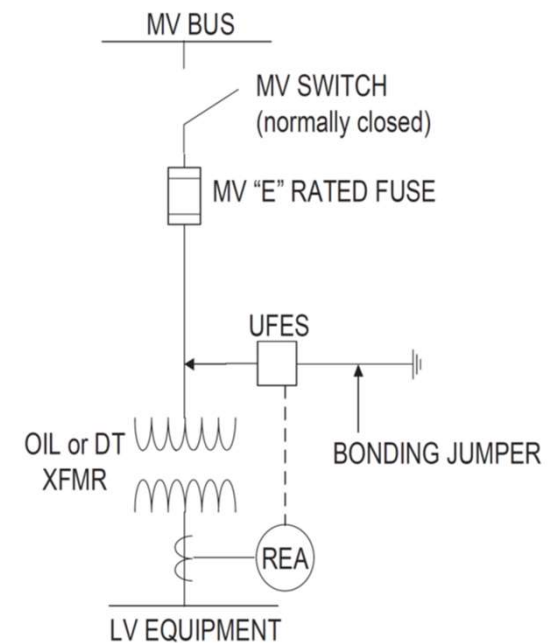 MV BUS
MV SWITCH
(normally closed)
MV “E” RATED FUSE
UFES
OIL or DT
XFMR
BONDING JUMPER
REA
LV EQUIPMENT